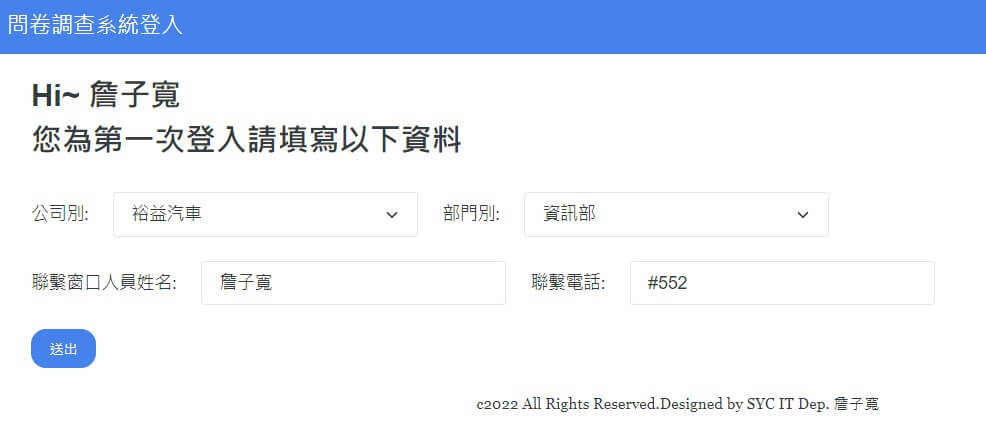 問卷調查系統登入
Hi~ 詹子寬
您為第一次登入請填寫以下資料
公司別: 裕益汽車 部門別: 資訊部
聯繫窗口人員姓名: 詹子寬 聯繫電話: #552
送出
c2022 All Rights Reserved.Designed by SYC IT Dep. 詹子寬